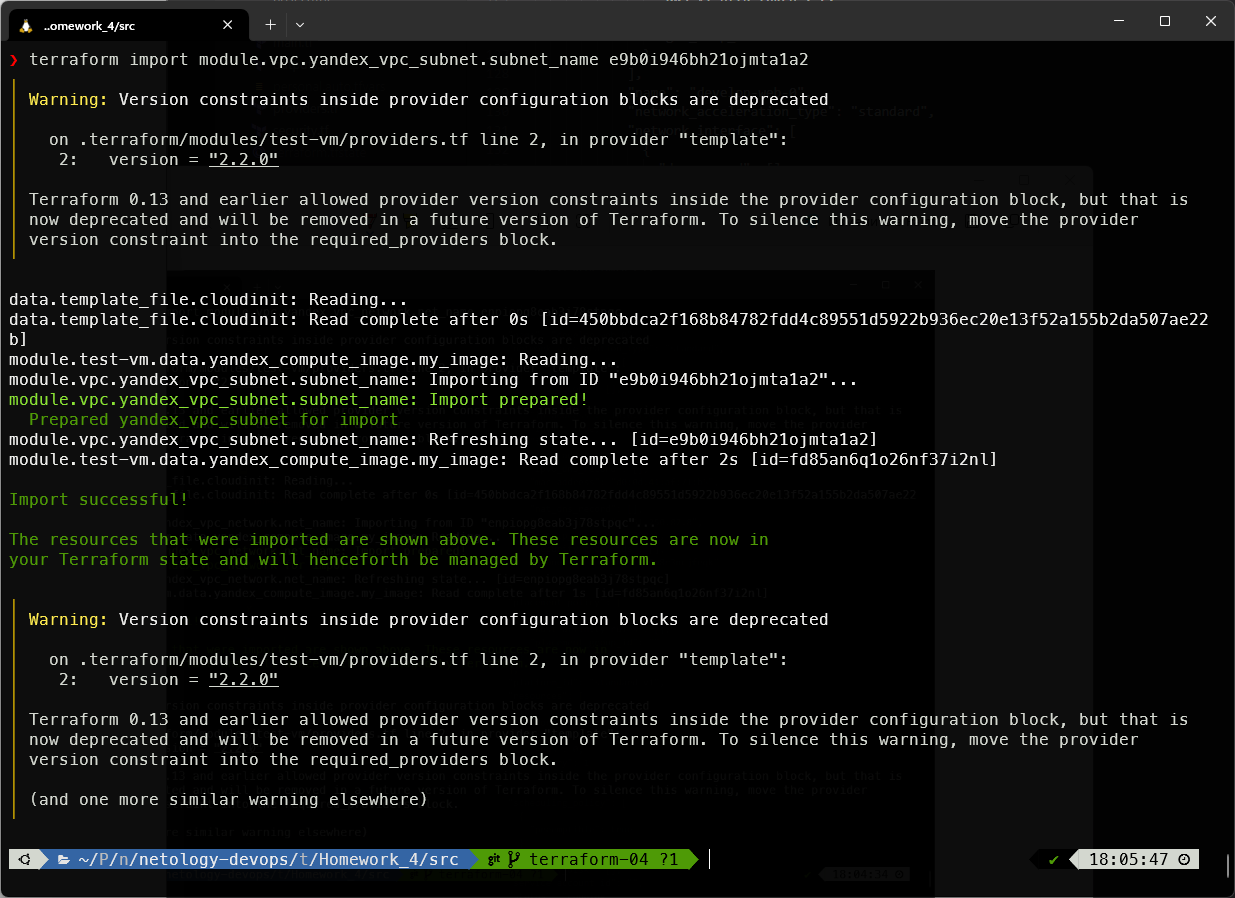 ..omework_4/src
❯ terraform import module.vpc.yandex_vpc_subnet.subnet_name e9b0i946bh21ojmta1a2
Warning: Version constraints inside provider configuration blocks are deprecated
on .terraform/modules/test-vm/providers.tf line 2, in provider "template":
2:   version = "2.2.0"
Terraform 0.13 and earlier allowed provider version constraints inside the provider configuration block, but that is
now deprecated and will be removed in a future version of Terraform. To silence this warning, move the provider
version constraint into the required_providers block.
data.template_file.cloudinit: Reading...
data.template_file.cloudinit: Read complete after 0s [id=450bbdca2f168b84782fdd4c89551d5922b936ec20e13f52a155b2da507ae22
b]
module.test-vm.data.yandex_compute_image.my_image: Reading...
module.vpc.yandex_vpc_subnet.subnet_name: Importing from ID "e9b0i946bh21ojmta1a2"...
module.vpc.yandex_vpc_subnet.subnet_name: Import prepared!
Prepared yandex_vpc_subnet for import
module.vpc.yandex_vpc_subnet.subnet_name: Refreshing state... [id=e9b0i946bh21ojmta1a2]
module.test-vm.data.yandex_compute_image.my_image: Read complete after 2s [id=fd85an6q1o26nf37i2nl]
Import successful!
The resources that were imported are shown above. These resources are now in
your Terraform state and will henceforth be managed by Terraform.
Warning: Version constraints inside provider configuration blocks are deprecated
on .terraform/modules/test-vm/providers.tf line 2, in provider "template":
2:   version = "2.2.0"
Terraform 0.13 and earlier allowed provider version constraints inside the provider configuration block, but that is
now deprecated and will be removed in a future version of Terraform. To silence this warning, move the provider
version constraint into the required_providers block.
(and one more similar warning elsewhere)
~/P/n/netology-devops/t/Homework_4/src git terraform-04 ?1 ✔ 18:05:47